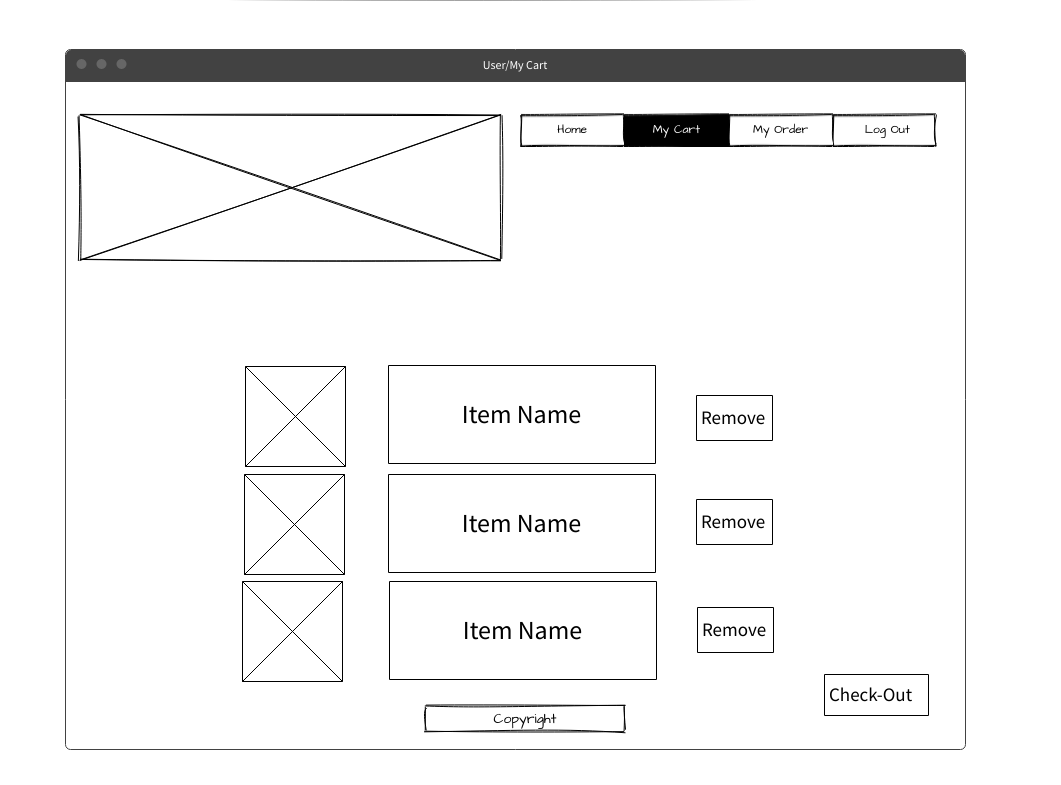 User/My Cart
Home
My Cart
My Order
Log Out
Item Name
Remove
Item Name
Remove
Item Name
Remove
Check-Out
Copyright